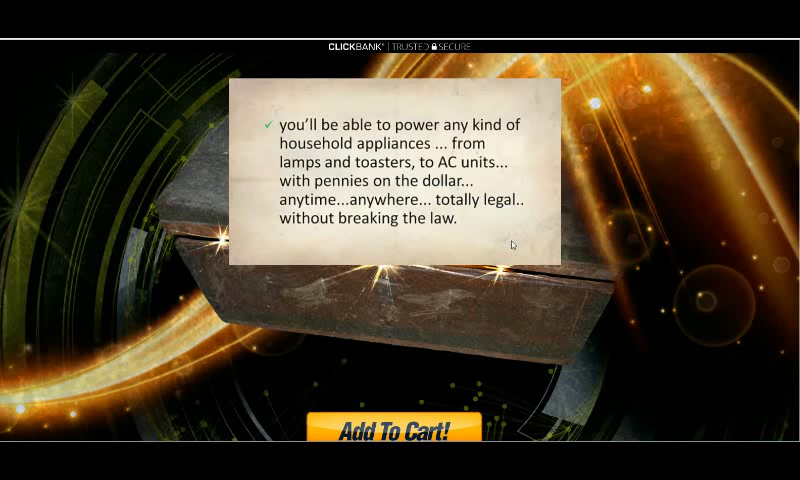 CLICKBANK® | TRUSTED SECURE
✓ you'll be able to power any kind of
household appliances ... from
lamps and toasters, to AC units...
with pennies on the dollar...
anytime...anywhere... totally legal..
without breaking the law.
Add To Cart!